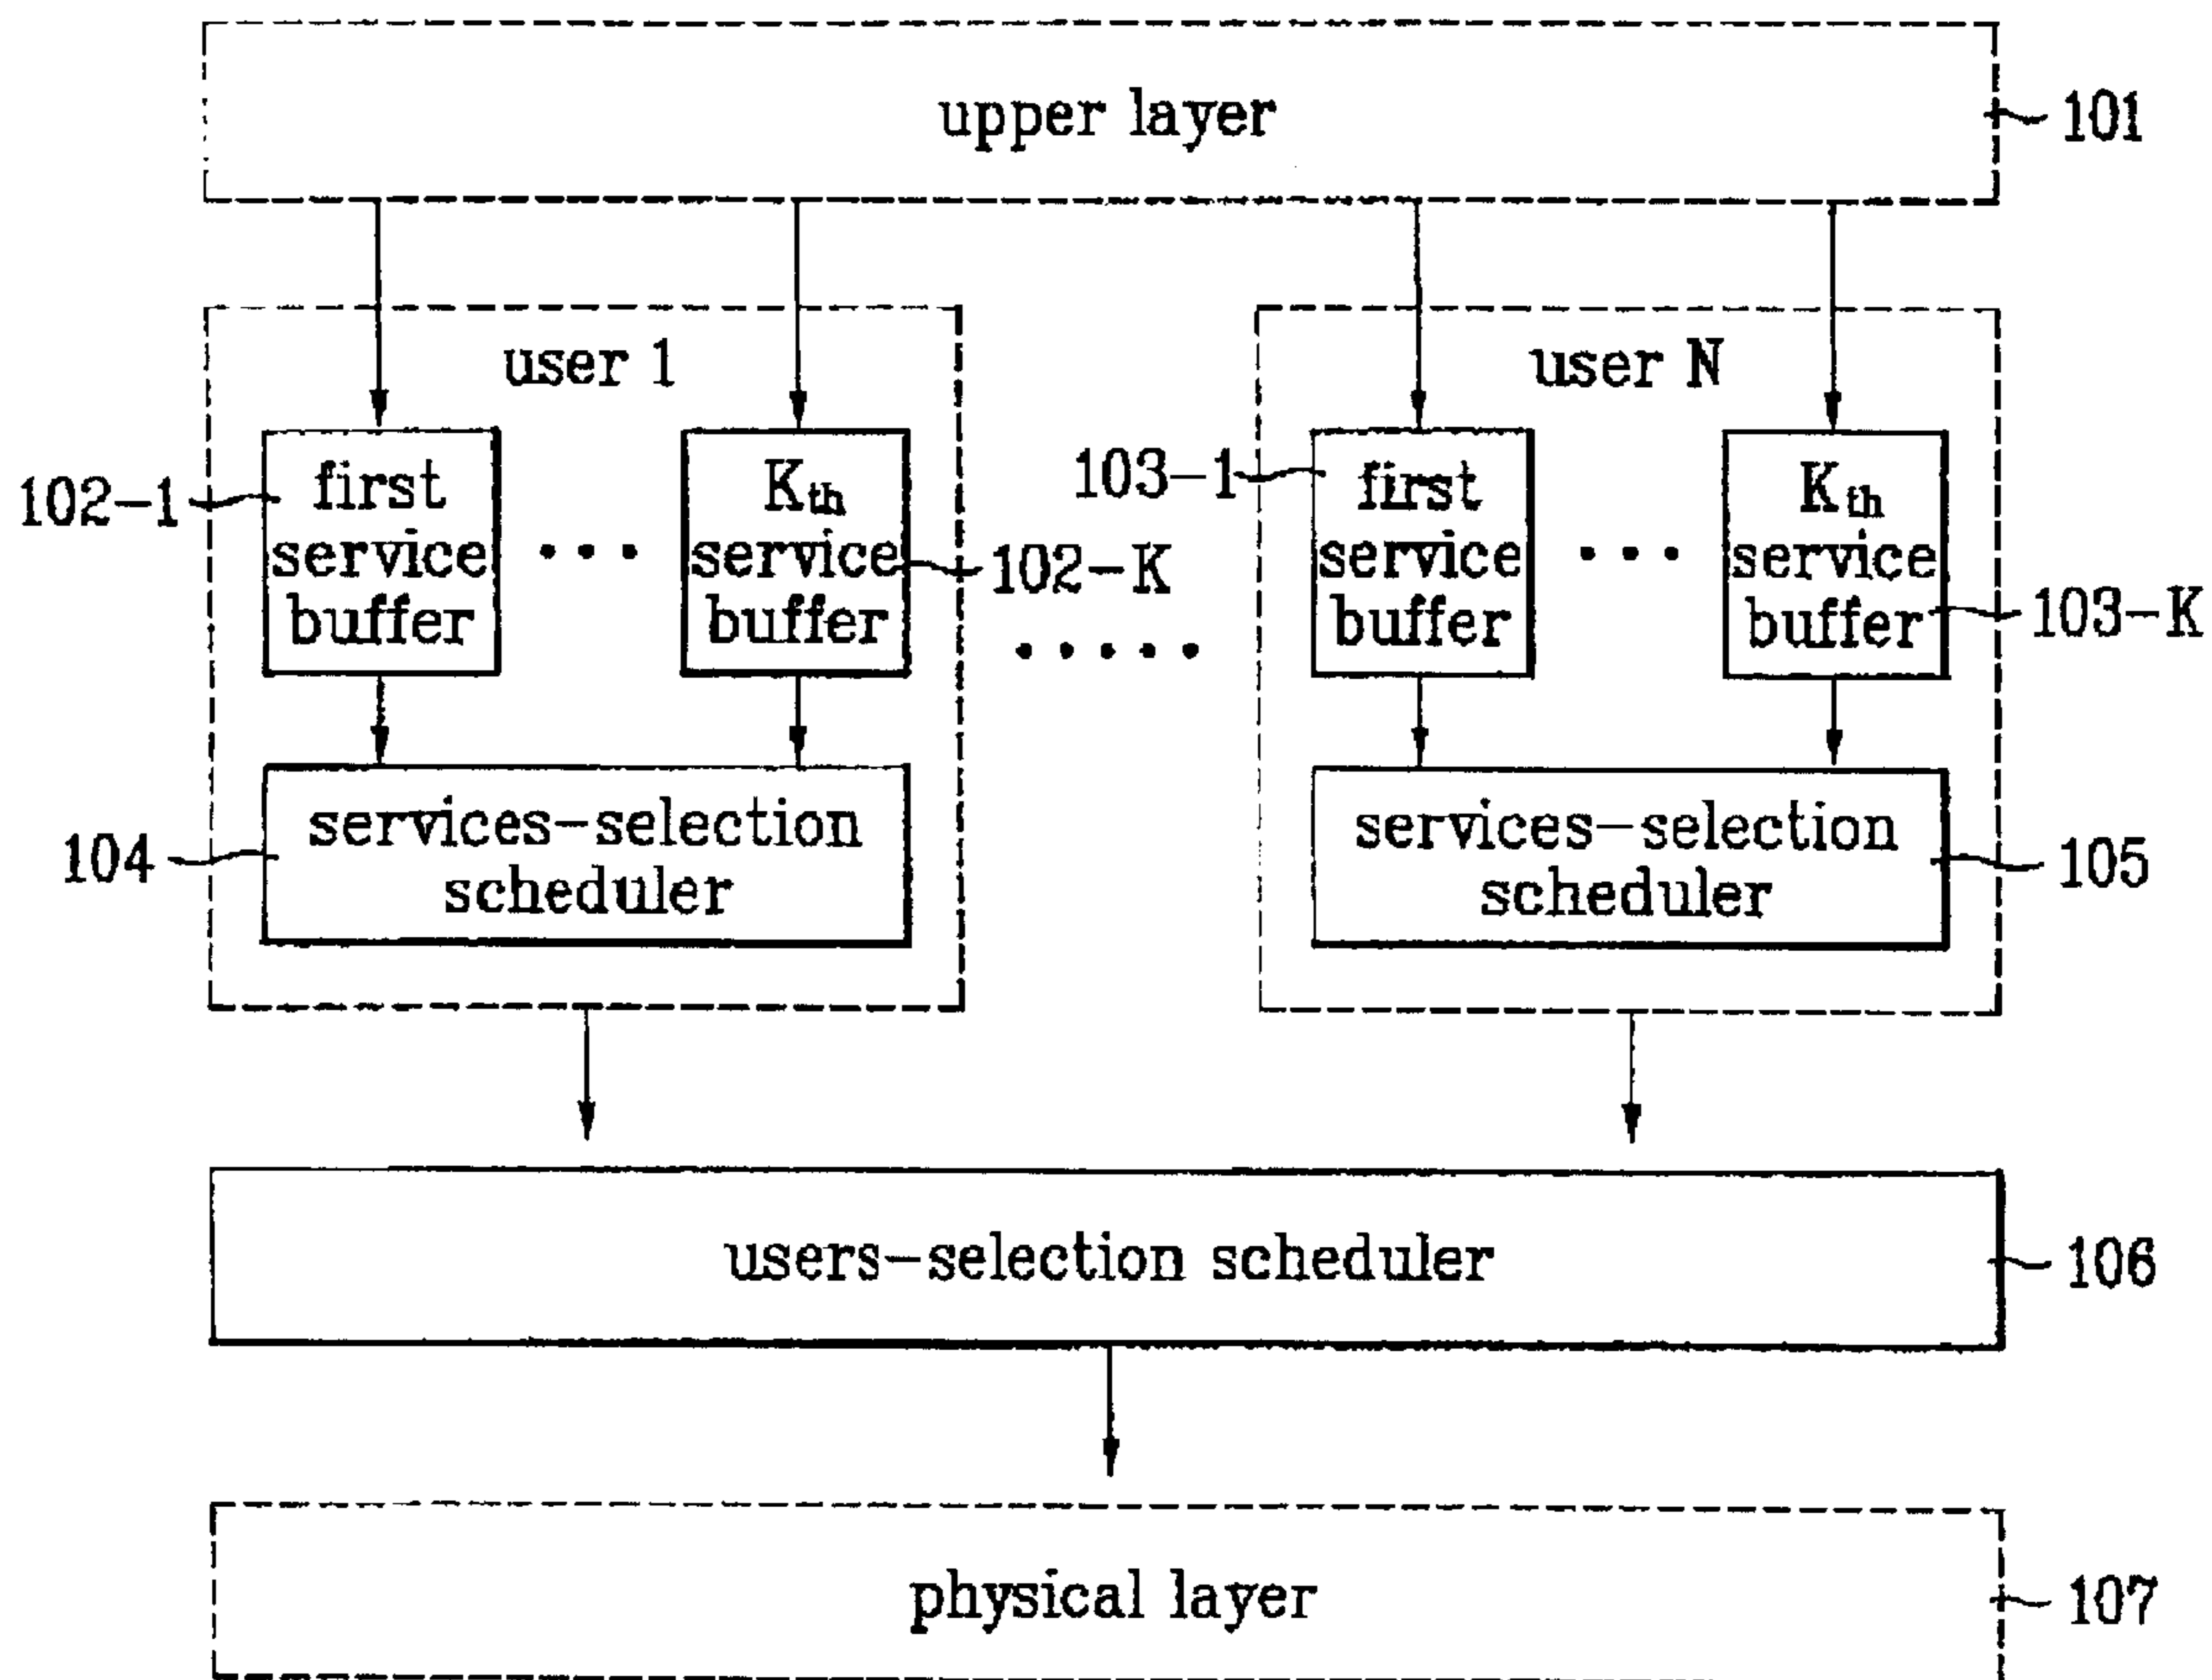 upper layer
101
user 1
user N
102-1
first
service
buffer
• • •
Kth
service
buffer
102-K
• • • • •
103-1
first
service
buffer
• • •
Kth
service
buffer
103-K
104
services-selection
scheduler
services-selection
scheduler
105
users-selection scheduler
106
physical layer
107